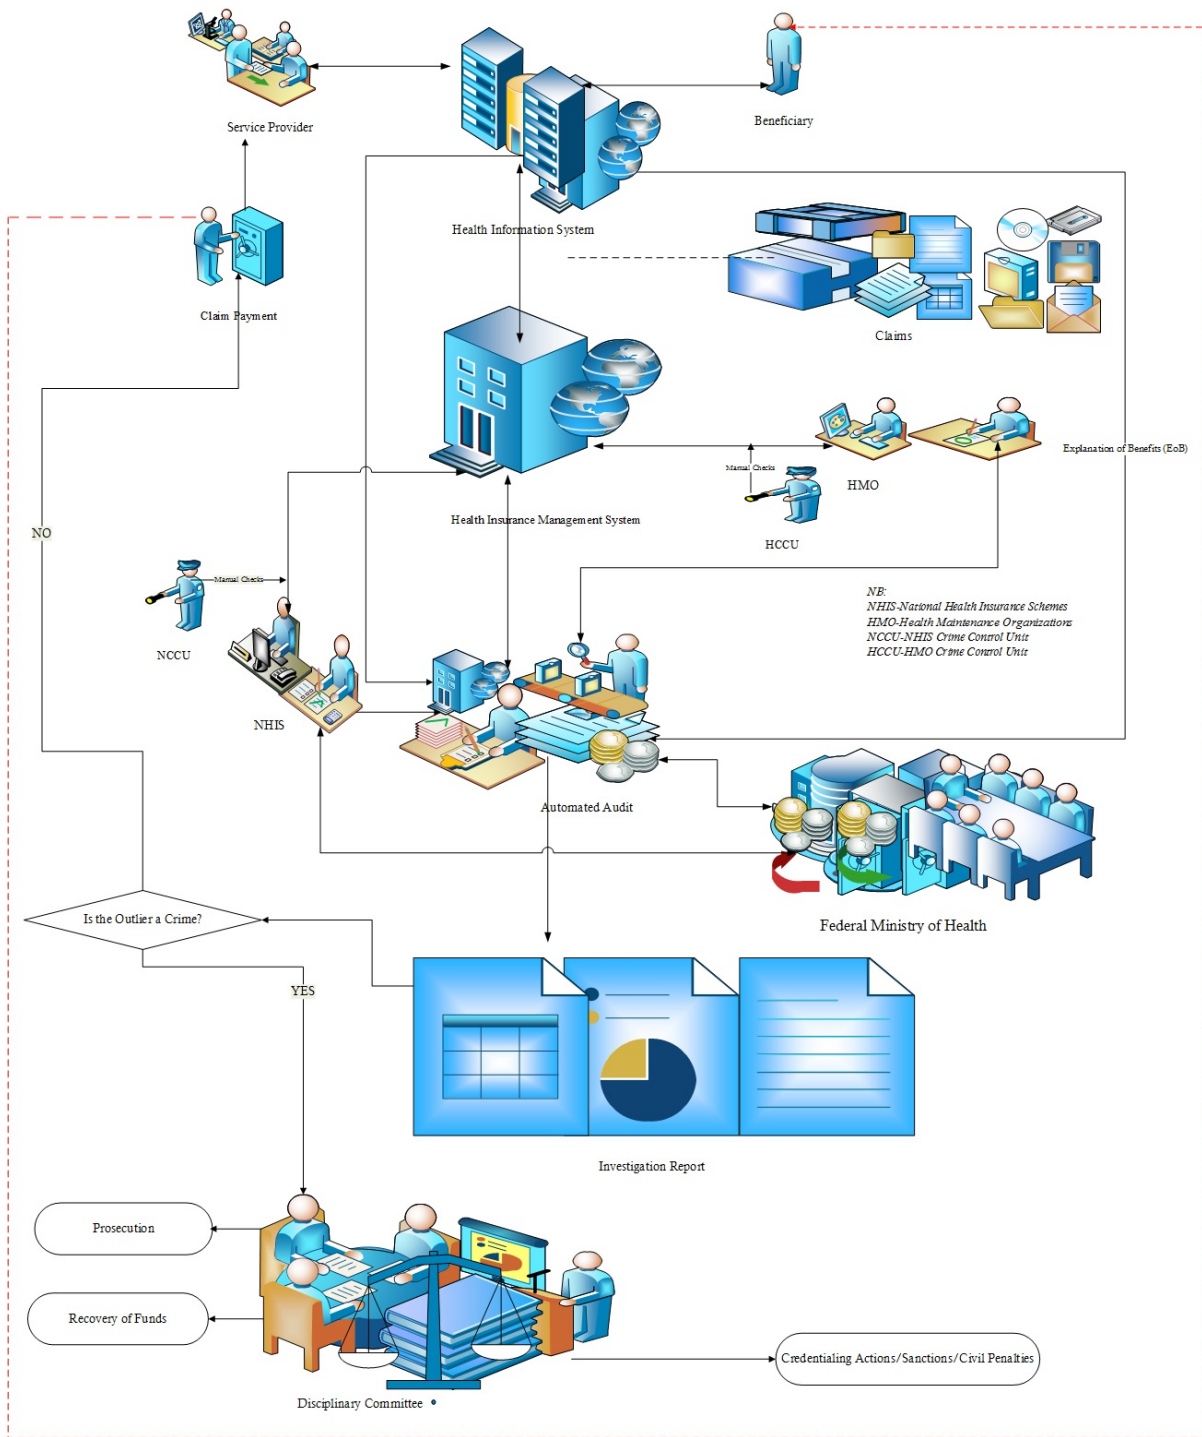 Service Provider
Beneficiary
Health Information System
Claim Payment
Claims
Explanation of Benefits (EoB)
Manual Checks
HMO
Health Insurance Management System
HCCU
NO
Manual Checks
NCCU
NB:
NHIS-National Health Insurance Schemes
HMO-Health Maintenance Organizations
NCCU-NHIS Crime Control Unit
HCCU-HMO Crime Control Unit
NHIS
Automated Audit
Is the Outlier a Crime?
Federal Ministry of Health
YES
Investigation Report
Prosecution
Recovery of Funds
Credentialing Actions/Sanctions/Civil Penalties
Disciplinary Committee